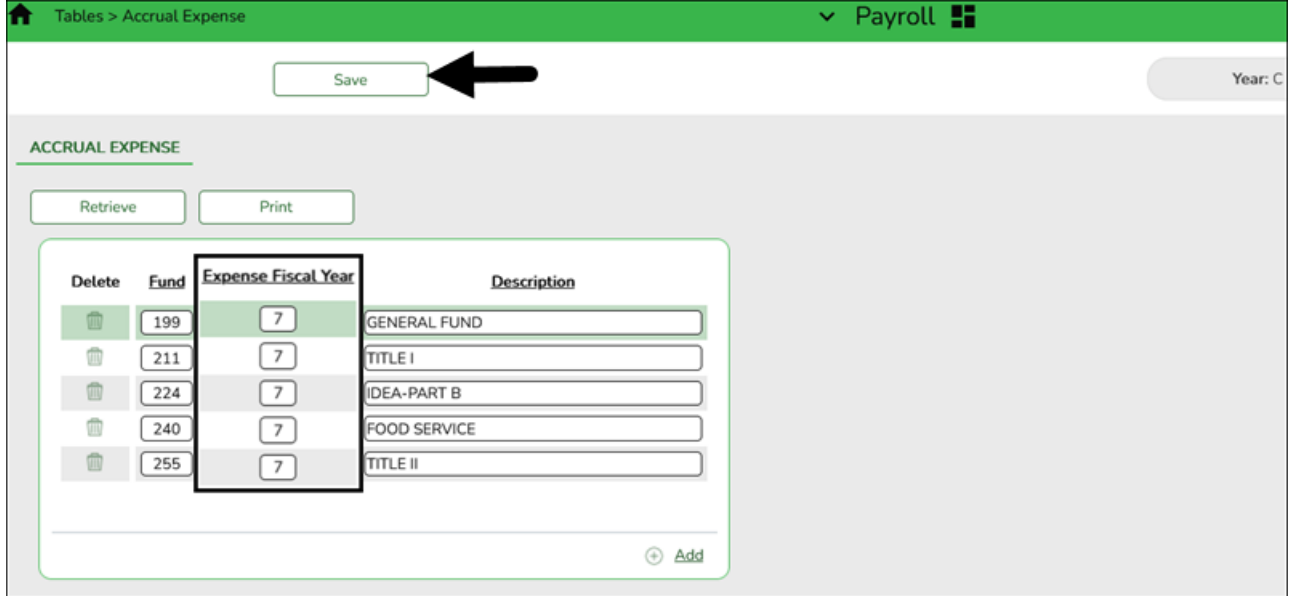 Tables > Accrual Expense Payroll
Save Year: C
ACCRUAL EXPENSE
Retrieve Print
Delete Fund Expense Fiscal Year Description
199 7 GENERAL FUND
211 7 TITLE I
224 7 IDEA-PART B
240 7 FOOD SERVICE
255 7 TITLE II
Add